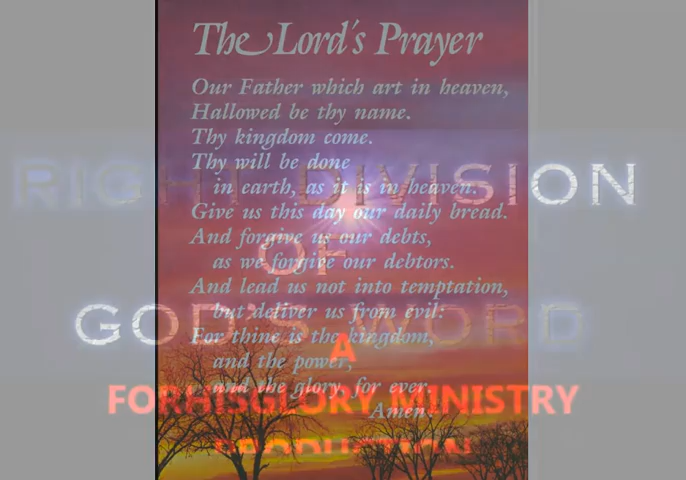 The Lord's Prayer
Our Father which art in heaven,
Hallowed be thy name.
Thy kingdom come.
Thy will be done
in earth, as it is in heaven.
Give us this day our daily bread.
And forgive us our debts,
as we forgive our debtors.
And lead us not into temptation,
but deliver us from evil:
For thine is the kingdom,
and the power,
and the glory, for ever.
Amen.
RIGHT DIVISION
OF
GOD'S WORD
A
FORHISGLORY MINISTRY
PRODUCTION